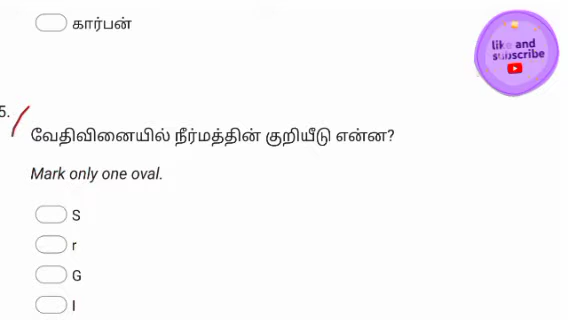 கார்பன்
like and
subscribe
5.
வேதிவினையில் நீர்மத்தின் குறியீடு என்ன?
Mark only one oval.
S
r
G
l